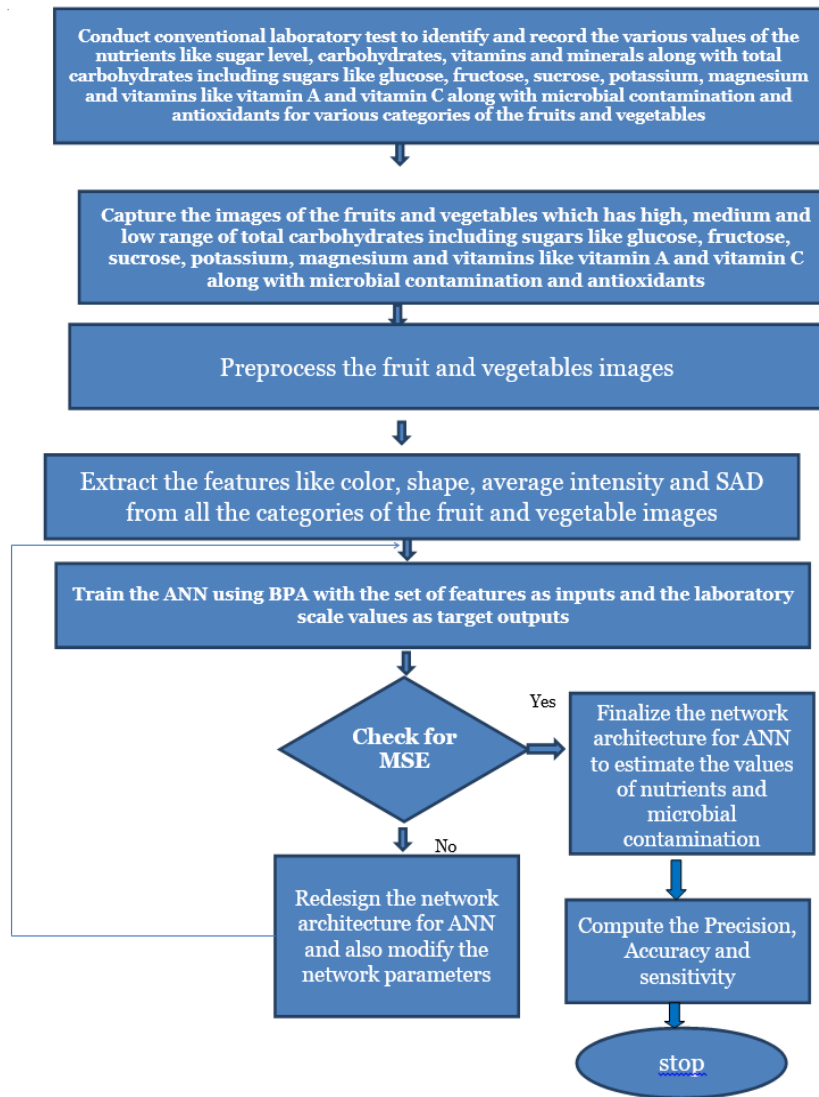 Conduct conventional laboratory test to identify and record the various values of the
nutrients like sugar level, carbohydrates, vitamins and minerals along with total
carbohydrates including sugars like glucose, fructose, sucrose, potassium, magnesium
and vitamins like vitamin A and vitamin C along with microbial contamination and
antioxidants for various categories of the fruits and vegetables
Capture the images of the fruits and vegetables which has high, medium and
low range of total carbohydrates including sugars like glucose, fructose,
sucrose, potassium, magnesium and vitamins like vitamin A and vitamin C
along with microbial contamination and antioxidants
Preprocess the fruit and vegetables images
Extract the features like color, shape, average intensity and SAD
from all the categories of the fruit and vegetable images
Train the ANN using BPA with the set of features as inputs and the laboratory
scale values as target outputs
Check for
MSE
Yes
Finalize the network
architecture for ANN
to estimate the values
of nutrients and
microbial
contamination
No
Redesign the network
architecture for ANN
and also modify the
network parameters
Compute the Precision,
Accuracy and
sensitivity
stop